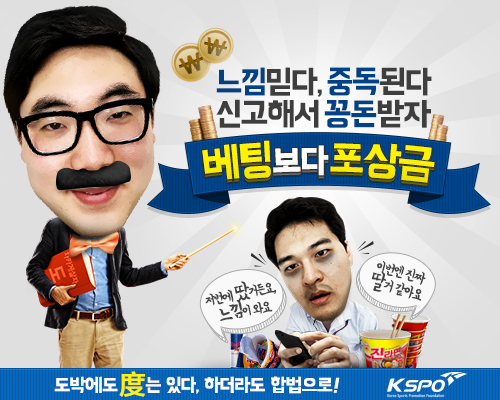 느낌믿다, 중독된다
신고해서 꽁돈받자
베팅보다 포상금
저번에 땄거든요,
느낌이 와요
이번엔 진짜
딸거 같아요
진라면
도박에도 度는 있다, 하더라도 합법으로!
KSPO
Korea Sports Promotion Foundation